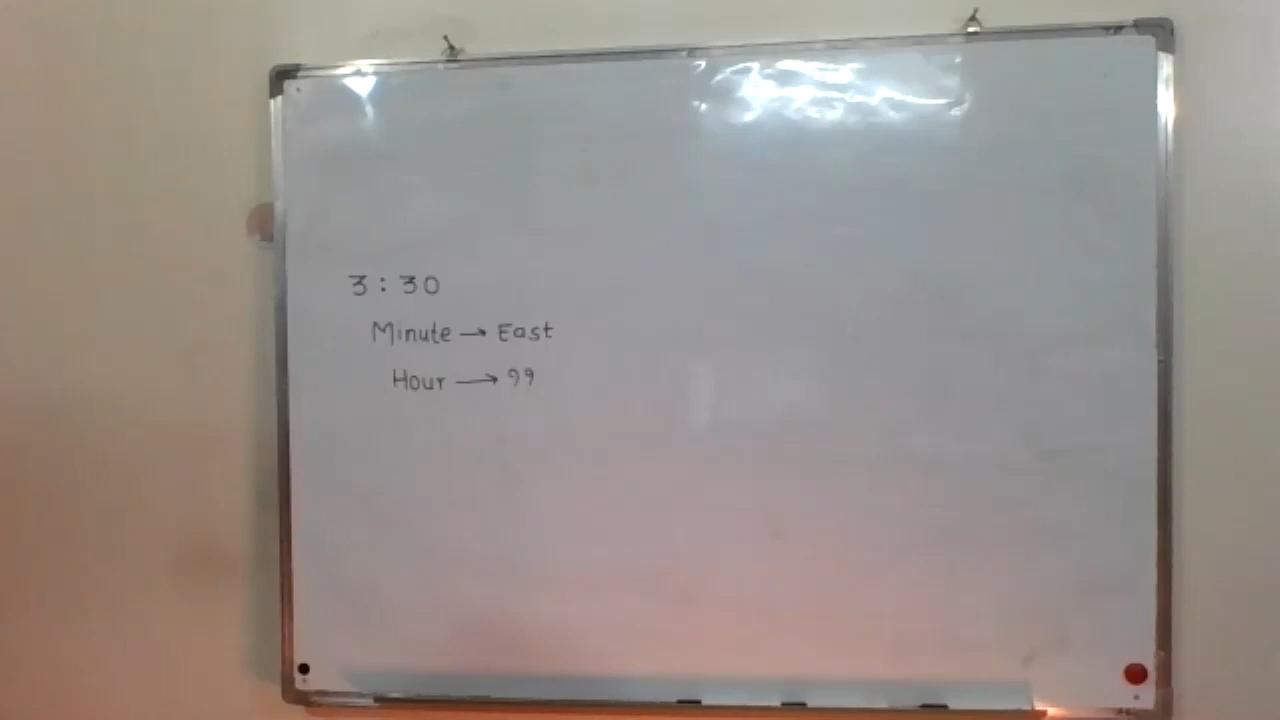 3:30
Minute → East
Hour → ??